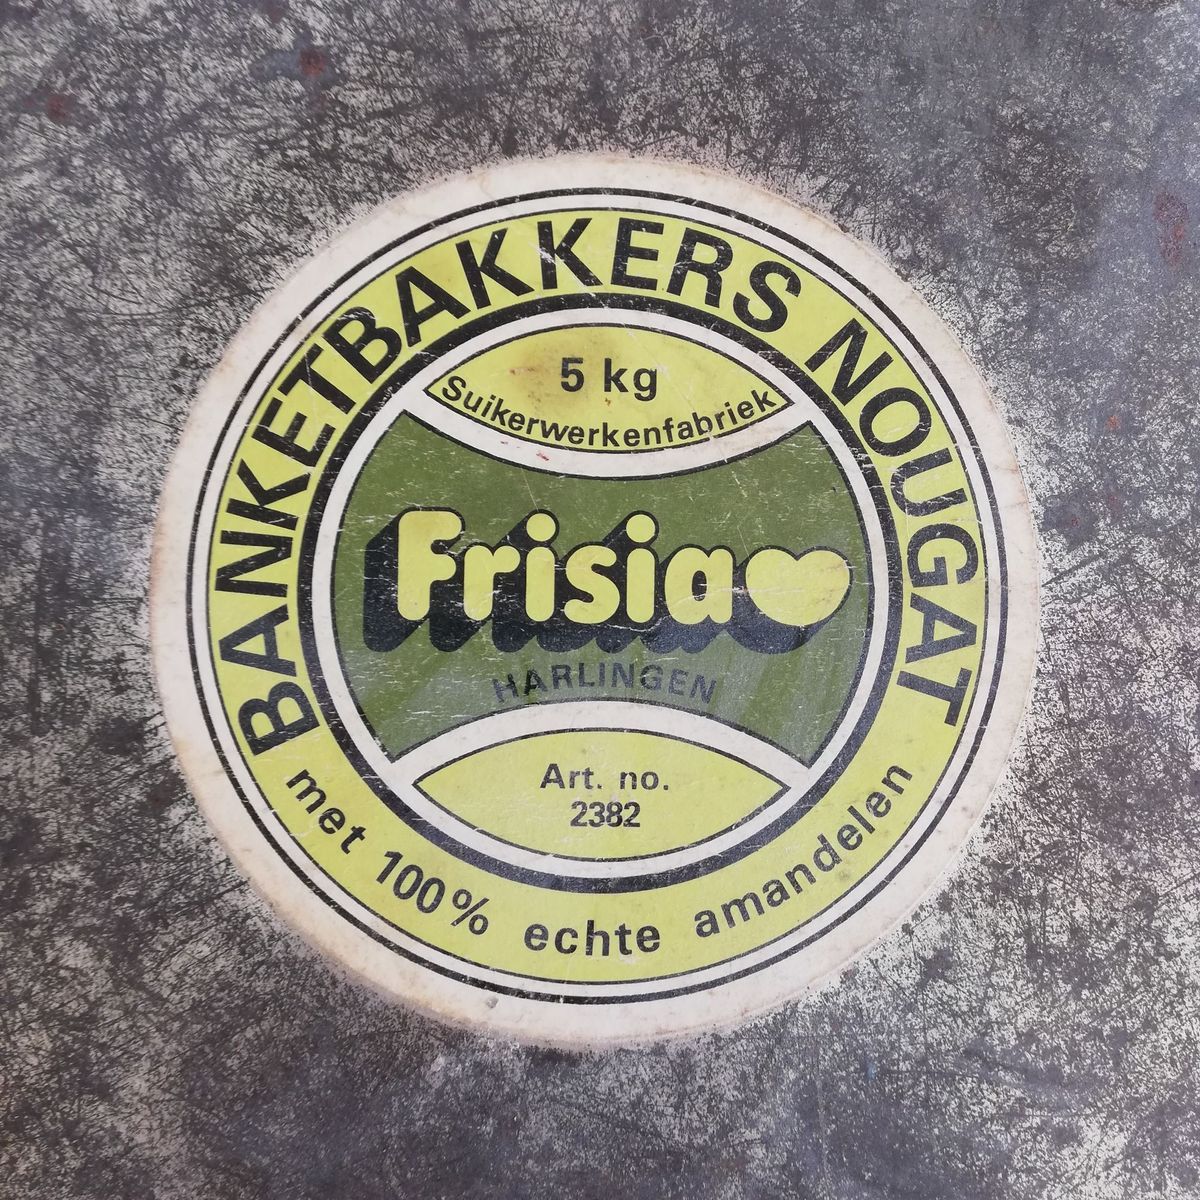 BANKETBAKKERS NOUGAT
5 kg
Suikerwerkenfabriek
Frisia
HARLINGEN
Art. no.
2382
met 100% echte amandelen